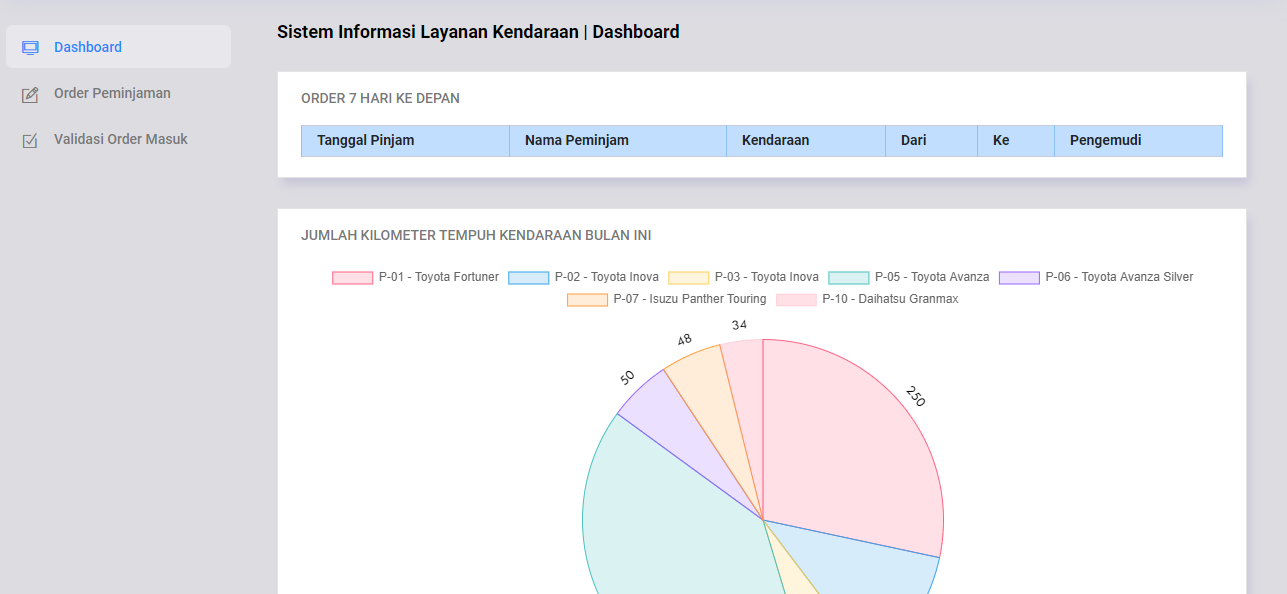 Sistem Informasi Layanan Kendaraan | Dashboard
Dashboard
Order Peminjaman
Validasi Order Masuk
ORDER 7 HARI KE DEPAN
Tanggal Pinjam Nama Peminjam Kendaraan Dari Ke Pengemudi
JUMLAH KILOMETER TEMPUH KENDARAAN BULAN INI
P-01 - Toyota Fortuner P-02 - Toyota Inova P-03 - Toyota Inova P-05 - Toyota Avanza P-06 - Toyota Avanza Silver
P-07 - Isuzu Panther Touring P-10 - Daihatsu Granmax
34
48
50
250